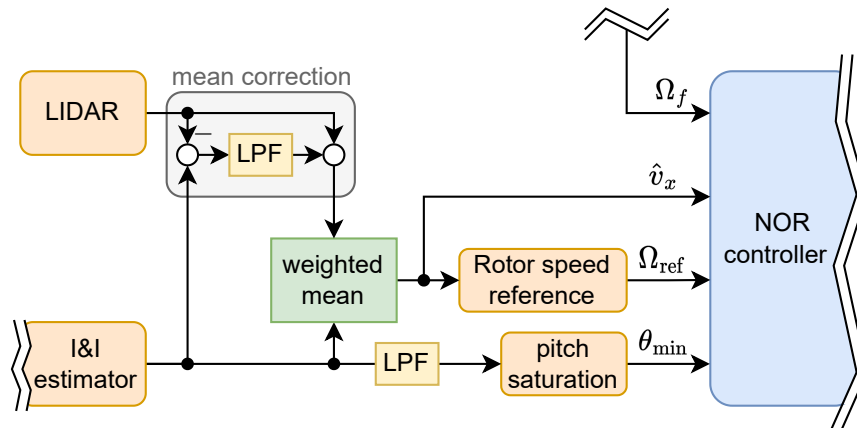 mean correction
LIDAR
−
LPF
Ω_f
v̂_x
NOR
controller
weighted
mean
Rotor speed
reference
Ω_ref
I&I
estimator
LPF
pitch
saturation
θ_min